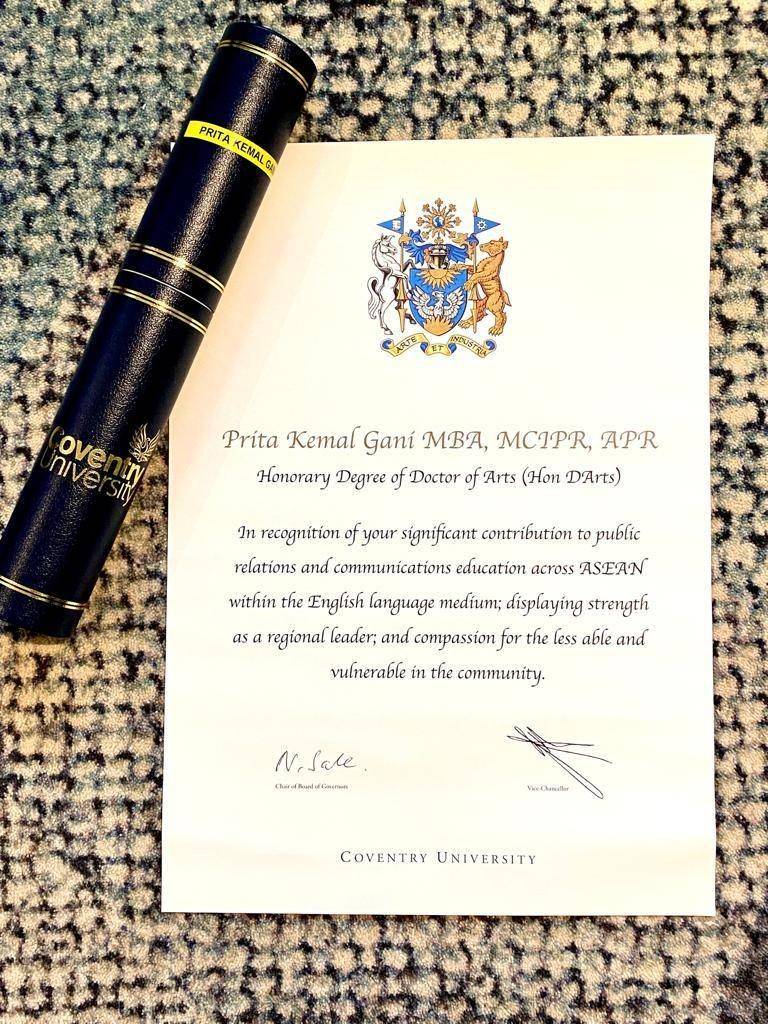 PRITA KEMAL
Coventry
University
ARTE ET INDUSTRIA
Prita Kemal Gani MBA, MCIPR, APR
Honorary Degree of Doctor of Arts (Hon DArts)
In recognition of your significant contribution to public
relations and communications education across ASEAN
within the English language medium; displaying strength
as a regional leader; and compassion for the less able and
vulnerable in the community.
N. Sale.
Chair of Board of Governors
Vice-Chancellor
COVENTRY UNIVERSITY